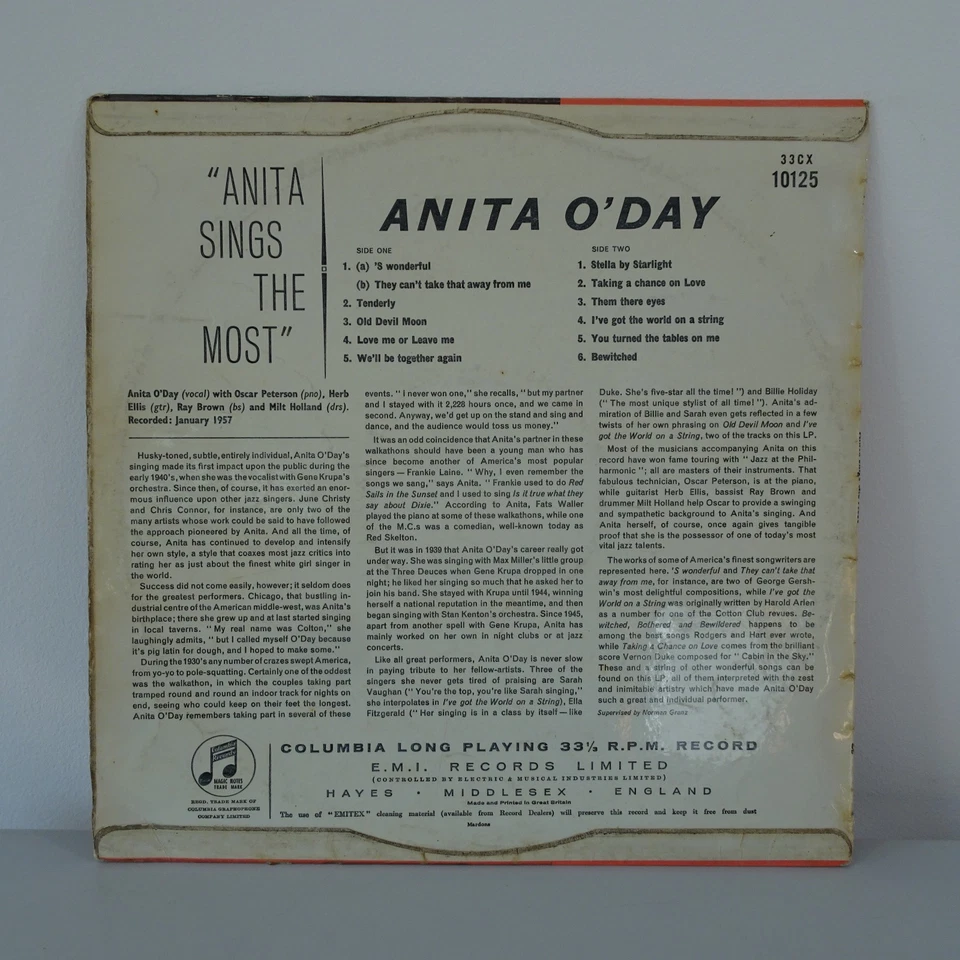 "ANITA
SINGS
THE
MOST"
33CX
10125
ANITA O'DAY
SIDE ONE
1. (a) 'S wonderful
(b) They can't take that away from me
2. Tenderly
3. Old Devil Moon
4. Love me or Leave me
5. We'll be together again
SIDE TWO
1. Stella by Starlight
2. Taking a chance on Love
3. Them there eyes
4. I've got the world on a string
5. You turned the tables on me
6. Bewitched
Anita O'Day (vocal) with Oscar Peterson (pno), Herb
Ellis (gtr), Ray Brown (bs) and Milt Holland (drs).
Recorded: January 1957
Husky-toned, subtle, entirely individual, Anita O'Day's
singing made its first impact upon the public during the
early 1940's, when she was the vocalist with Gene Krupa's
orchestra. Since then, of course, it has exerted an enor-
mous influence upon other jazz singers. June Christy
and Chris Connor, for instance, are only two of the
many artists whose work could be said to have followed
the approach pioneered by Anita. And all the time, of
course, Anita has continued to develop and intensify
her own style, a style that coaxes most jazz critics into
rating her as just about the finest white girl singer in
the world.
Success did not come easily, however; it seldom does
for the greatest performers. Chicago, that bustling in-
dustrial centre of the American middle-west, was Anita's
birthplace; there she grew up and at last started singing
in local taverns. "My real name was Colton," she
laughingly admits, "but I called myself O'Day because
it's pig latin for dough, and I hoped to make some."
During the 1930's any number of crazes swept America,
from yo-yo to pole-squatting. Certainly one of the oddest
was the walkathon, in which the couples taking part
tramped round and round an indoor track for nights on
end, seeing who could keep on their feet the longest.
Anita O'Day remembers taking part in several of these
events. "I never won one," she recalls, "but my partner
and I stayed with it 2,228 hours once, and we came in
second. Anyway, we'd get up on the stand and sing and
dance, and the audience would toss us money."
It was an odd coincidence that Anita's partner in these
walkathons should have been a young man who has
since become another of America's most popular
singers—Frankie Laine. "Why, I even remember the
songs we sang," says Anita. "Frankie used to do Red
Sails in the Sunset and I used to sing Is it true what they
say about Dixie." According to Anita, Fats Waller
played the piano at some of these walkathons, while one
of the M.C.s was a comedian, well-known today as
Red Skelton.
But it was in 1939 that Anita O'Day's career really got
under way. She was singing with Max Miller's little group
at the Three Deuces when Gene Krupa dropped in one
night; he liked her singing so much that he asked her to
join his band. She stayed with Krupa until 1944, winning
herself a national reputation in the meantime, and then
began singing with Stan Kenton's orchestra. Since 1945,
apart from another spell with Gene Krupa, Anita has
mainly worked on her own in night clubs or at jazz
concerts.
Like all great performers, Anita O'Day is never slow
in paying tribute to her fellow-artists. Three of the
singers she never gets tired of praising are Sarah
Vaughan ("You're the top, you're like Sarah singing,"
she interpolates in I've got the World on a String), Ella
Fitzgerald ("Her singing is in a class by itself—like
Duke. She's five-star all the time!") and Billie Holiday
("The most unique stylist of all time!"). Anita's ad-
miration of Billie and Sarah even gets reflected in a few
twists of her own phrasing on Old Devil Moon and I've
got the World on a String, two of the tracks on this LP.
Most of the musicians accompanying Anita on this
record have won fame touring with "Jazz at the Phil-
harmonic"; all are masters of their instruments. That
fabulous technician, Oscar Peterson, is at the piano,
while guitarist Herb Ellis, bassist Ray Brown and
drummer Milt Holland help Oscar to provide a swinging
and sympathetic background to Anita's singing. And
Anita herself, of course, once again gives tangible
proof that she is the possessor of one of today's most
vital jazz talents.
The works of some of America's finest songwriters are
represented here. 'S wonderful and They can't take that
away from me, for instance, are two of George Gersh-
win's most delightful compositions, while I've got the
World on a String was originally written by Harold Arlen
as a number for one of the Cotton Club revues. Be-
witched, Bothered and Bewildered happens to be
among the best songs Rodgers and Hart ever wrote,
while Taking a Chance on Love comes from the brilliant
score Vernon Duke composed for "Cabin in the Sky."
These and a string of other wonderful songs can be
found on this LP, all of them interpreted with the zest
and inimitable artistry which have made Anita O'Day
such a great and individual performer.
Supervised by Norman Granz
Columbia
Records
MAGIC NOTES
TRADE MARK
REGD. TRADE MARK OF
COLUMBIA GRAPHOPHONE
COMPANY LIMITED
COLUMBIA LONG PLAYING 33⅓ R.P.M. RECORD
E.M.I. RECORDS LIMITED
(CONTROLLED BY ELECTRIC & MUSICAL INDUSTRIES LIMITED)
HAYES · MIDDLESEX · ENGLAND
Made and Printed in Great Britain
The use of "EMITEX" cleaning material (available from Record Dealers) will preserve this record and keep it free from dust
Mardons